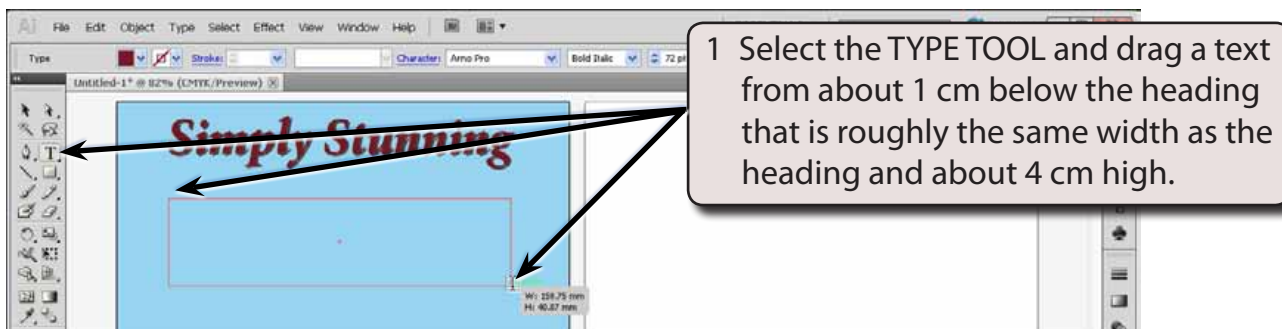 Ai File Edit Object Type Select Effect View Window Help Br
Type Stroke: Character: Arno Pro Bold Italic 72 pt
Untitled-1* @ 82% (CMYK/Preview)
Simply Stunning
T
W: 159.75 mm
H: 40.87 mm
1 Select the TYPE TOOL and drag a text
from about 1 cm below the heading
that is roughly the same width as the
heading and about 4 cm high.